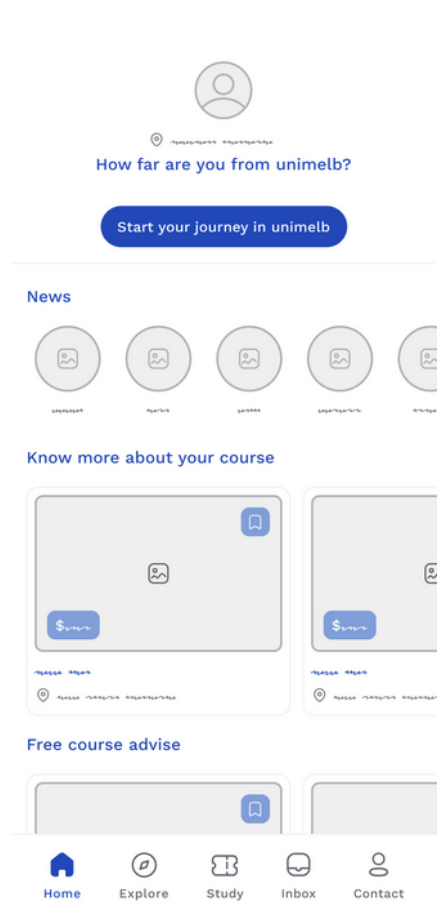 How far are you from unimelb?
Start your journey in unimelb
News
Know more about your course
$
$
Free course advise
Home
Explore
Study
Inbox
Contact